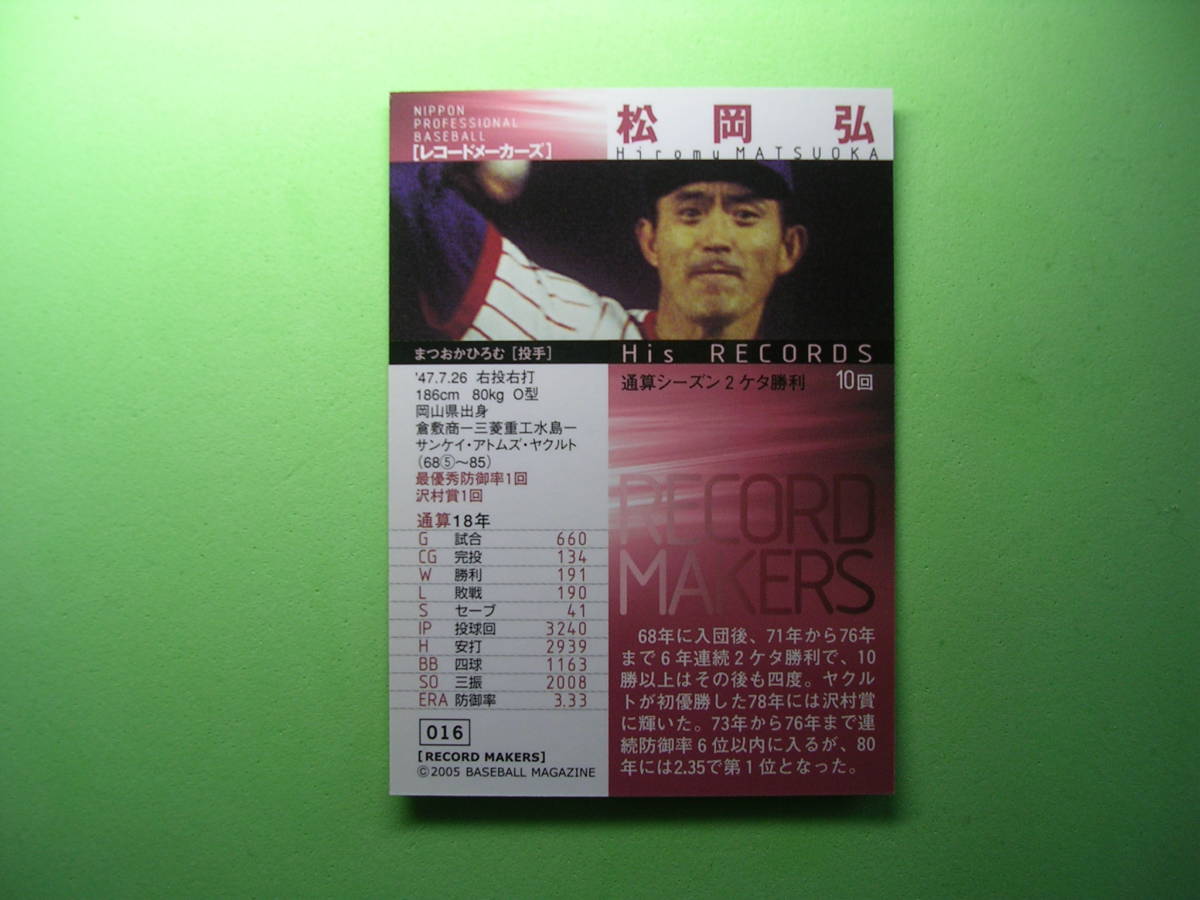 NIPPON
PROFESSIONAL
BASEBALL
[レコードメーカーズ]
松岡弘
Hiromu MATSUOKA
まつおかひろむ [投手]
His RECORDS
'47.7.26 右投右打
186cm 80kg O型
岡山県出身
倉敷商ー三菱重工水島ー
サンケイ・アトムズ・ヤクルト
(68⑤〜85)
最優秀防御率1回
沢村賞1回
通算18年
G 試合 660
CG 完投 134
W 勝利 191
L 敗戦 190
S セーブ 41
IP 投球回 3240
H 安打 2939
BB 四球 1163
SO 三振 2008
ERA 防御率 3.33
016
[RECORD MAKERS]
©2005 BASEBALL MAGAZINE
通算シーズン2ケタ勝利 10回
RECORD
MAKERS
68年に入団後、71年から76年
まで6年連続2ケタ勝利で、10
勝以上はその後も四度。ヤクル
トが初優勝した78年には沢村賞
に輝いた。73年から76年まで連
続防御率6位以内に入るが、80
年には2.35で第1位となった。